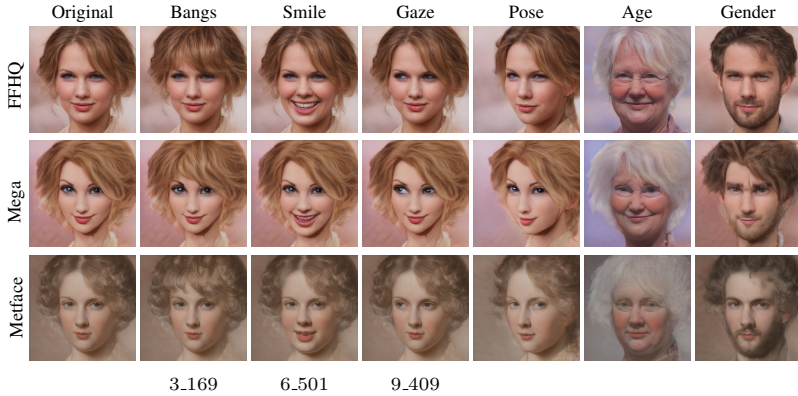 Original Bangs Smile Gaze Pose Age Gender
FFHQ
Mega
Metface
3_169 6_501 9_409